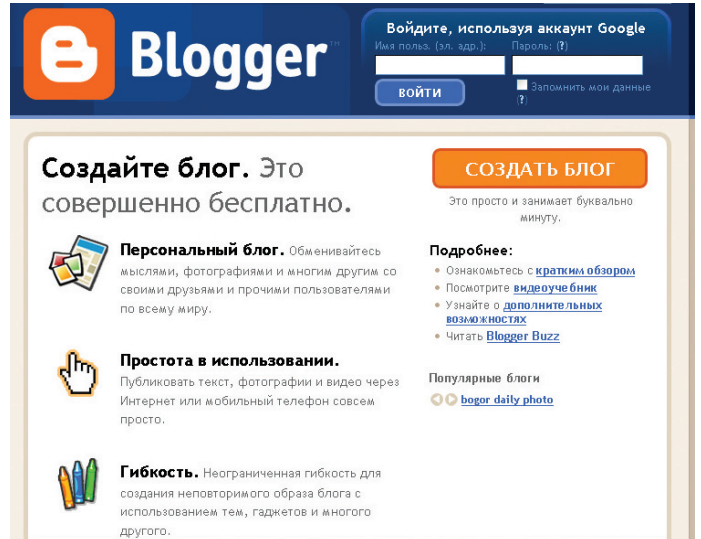 Blogger™
Войдите, используя аккаунт Google
Имя польз. (эл. адр.):
Пароль: (?)
ВОЙТИ
Запомнить мои данные
(?)
Создайте блог. Это
совершенно бесплатно.
Персональный блог. Обменивайтесь
мыслями, фотографиями и многим другим со
своими друзьями и прочими пользователями
по всему миру.
Простота в использовании.
Публиковать текст, фотографии и видео через
Интернет или мобильный телефон совсем
просто.
Гибкость. Неограниченная гибкость для
создания неповторимого образа блога с
использованием тем, гаджетов и многого
другого.
СОЗДАТЬ БЛОГ
Это просто и занимает буквально
минуту.
Подробнее:
Ознакомьтесь с кратким обзором
Посмотрите видеоучебник
Узнайте о дополнительных
возможностях
Читать Blogger Buzz
Популярные блоги
bogor daily photo